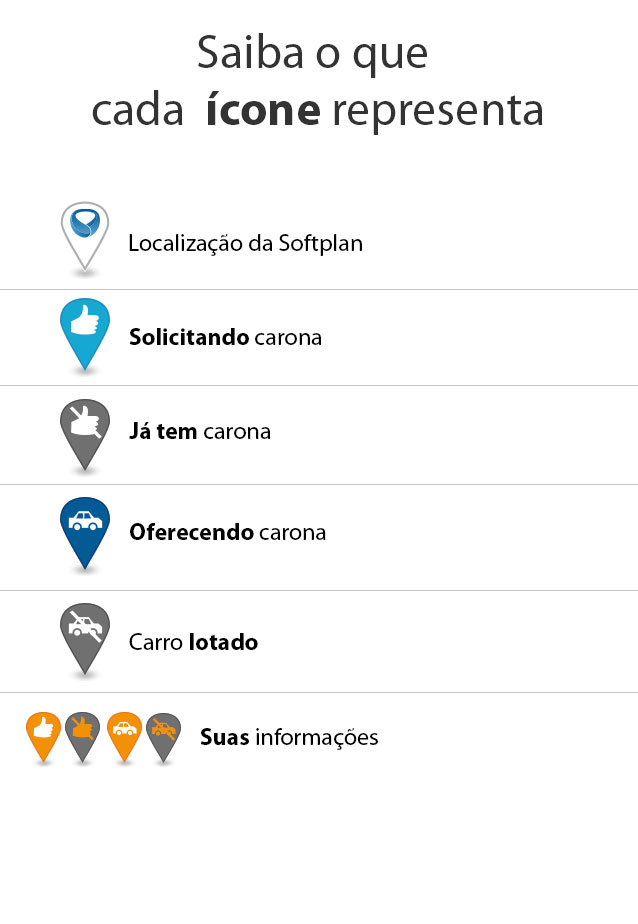 Saiba o que
cada ícone representa
Localização da Softplan
Solicitando carona
Já tem carona
Oferecendo carona
Carro lotado
Suas informações